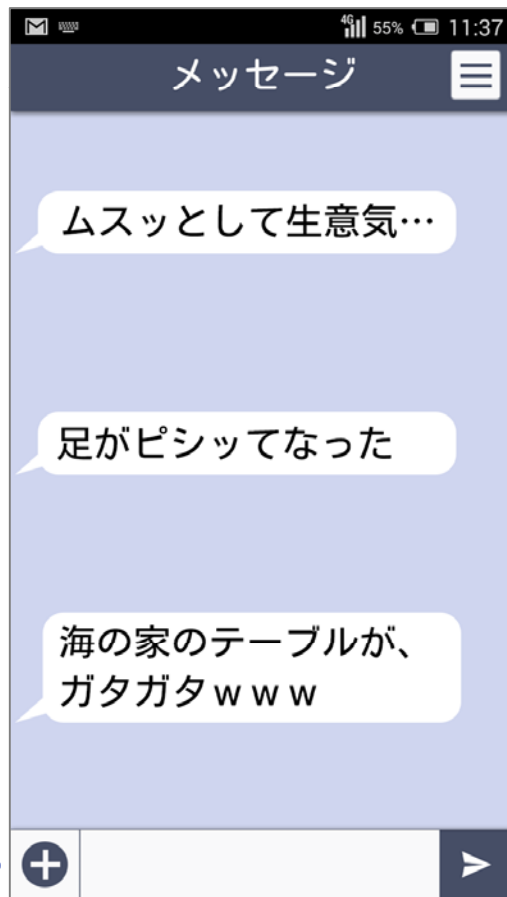 4G 55% 11:37
メッセージ
ムスッとして生意気…
足がピシッてなった
海の家のテーブルが、
ガタガタｗｗｗ